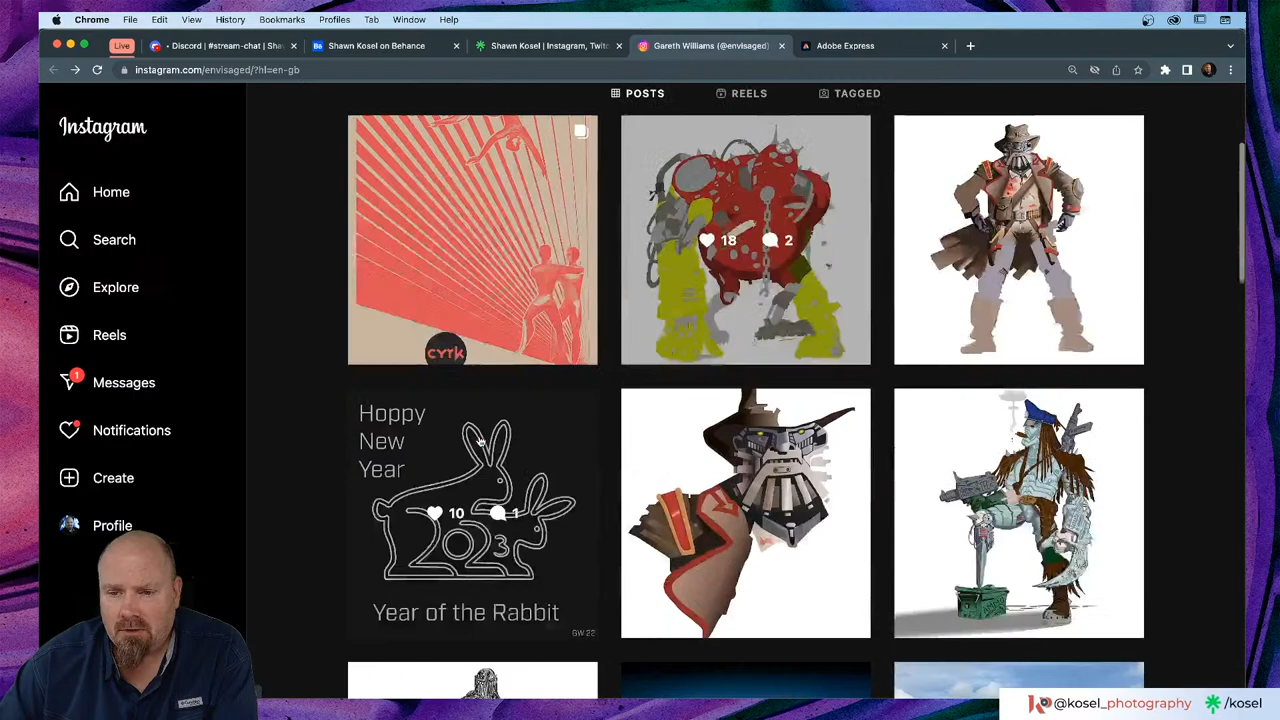 Chrome File Edit View History Bookmarks Profiles Tab Window Help
Live • Discord | #stream-chat | Sha Shawn Kosel on Behance Shawn Kosel | Instagram, Twitc Gareth Williams (@envisaged) Adobe Express
instagram.com/envisaged/?hl=en-gb
POSTS REELS TAGGED
Instagram
Home
Search
Explore
Reels
1
Messages
Notifications
Create
Profile
CYRK
18 2
Hoppy
New
Year
10 1
2023
Year of the Rabbit
GW 22
@kosel_photography /kosel